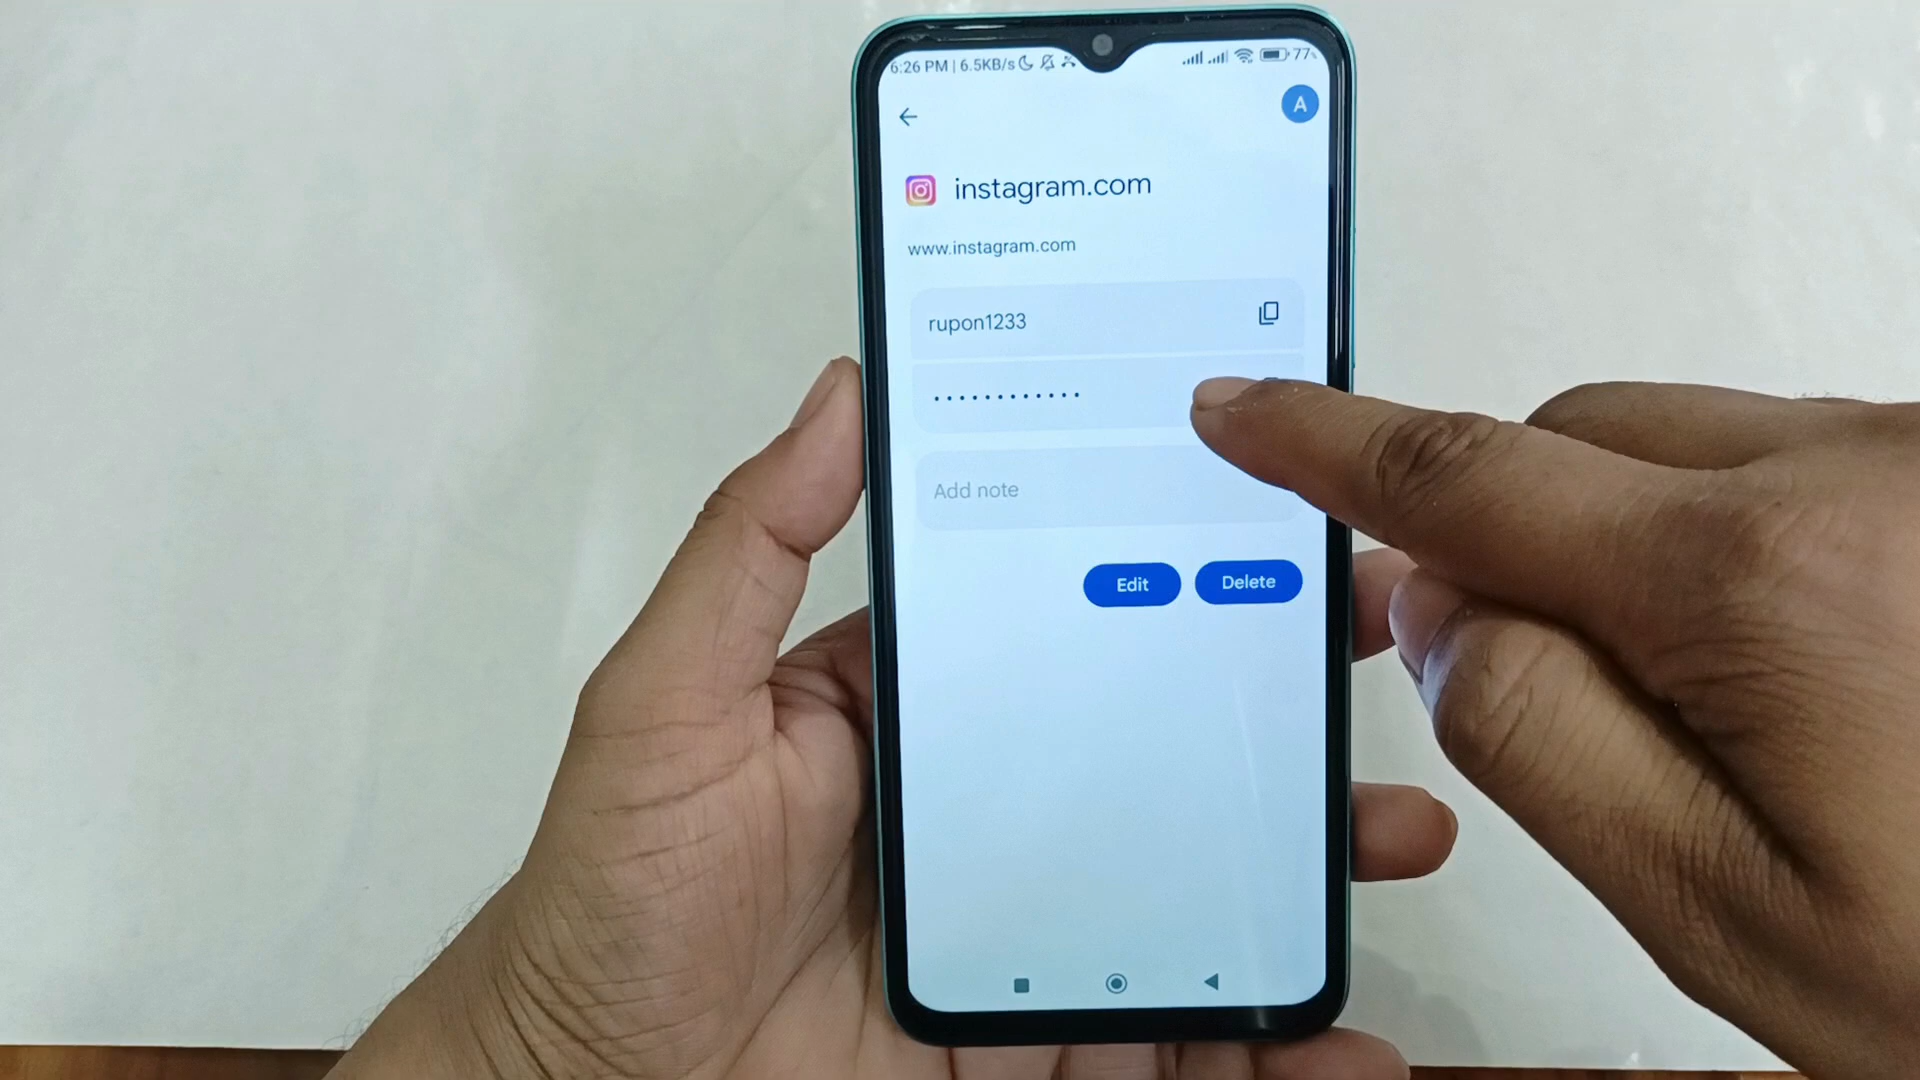 6:26 PM | 6.5KB/s 77%
A
instagram.com
www.instagram.com
rupon1233
••••••••••••
Add note
Edit Delete